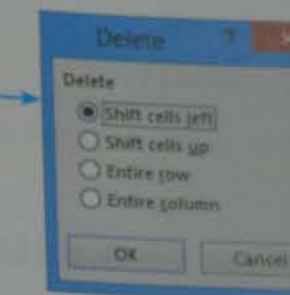 Delete ?
Delete
Shift cells left
Shift cells up
Entire row
Entire column
OK Cancel